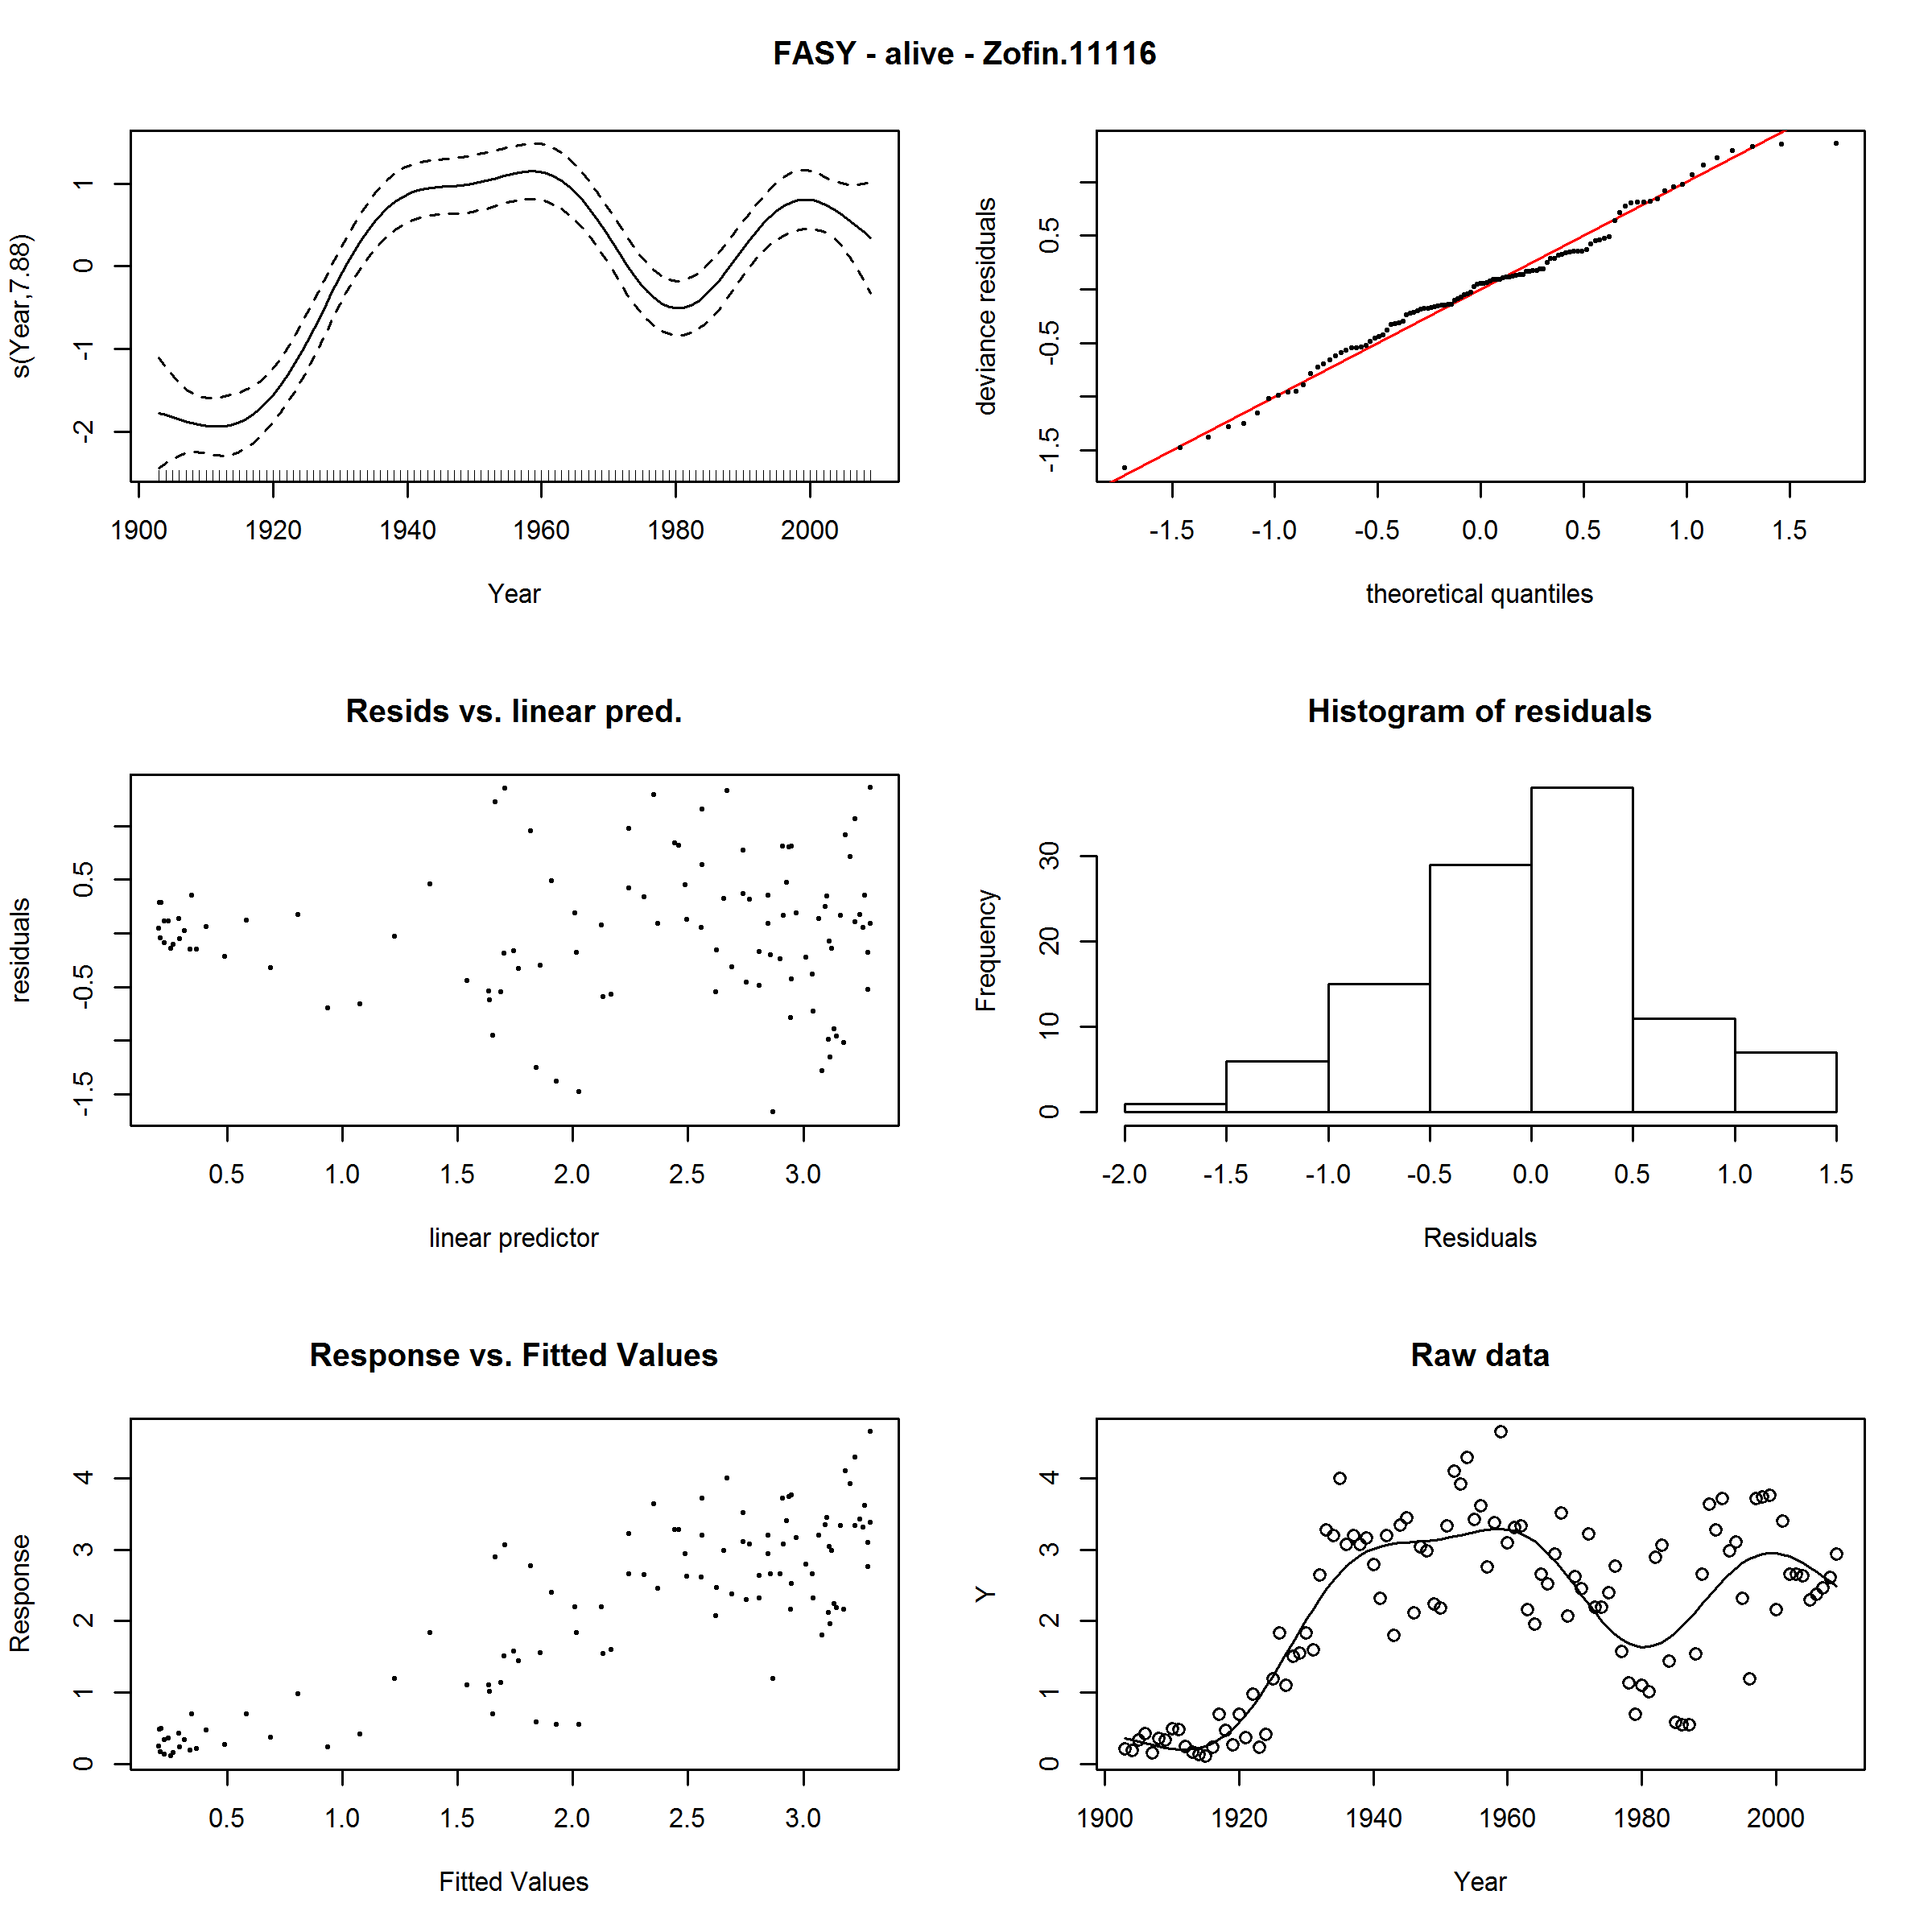 FASY - alive - Zofin.11116
s(Year,7.88)
1
0
-1
-2
1900 1920 1940 1960 1980 2000
Year
deviance residuals
0.5
-0.5
-1.5
-1.5 -1.0 -0.5 0.0 0.5 1.0 1.5
theoretical quantiles
Resids vs. linear pred.
residuals
0.5
-0.5
-1.5
0.5 1.0 1.5 2.0 2.5 3.0
linear predictor
Histogram of residuals
Frequency
30
20
10
0
-2.0 -1.5 -1.0 -0.5 0.0 0.5 1.0 1.5
Residuals
Response vs. Fitted Values
Response
4
3
2
1
0
0.5 1.0 1.5 2.0 2.5 3.0
Fitted Values
Raw data
Y
4
3
2
1
0
1900 1920 1940 1960 1980 2000
Year